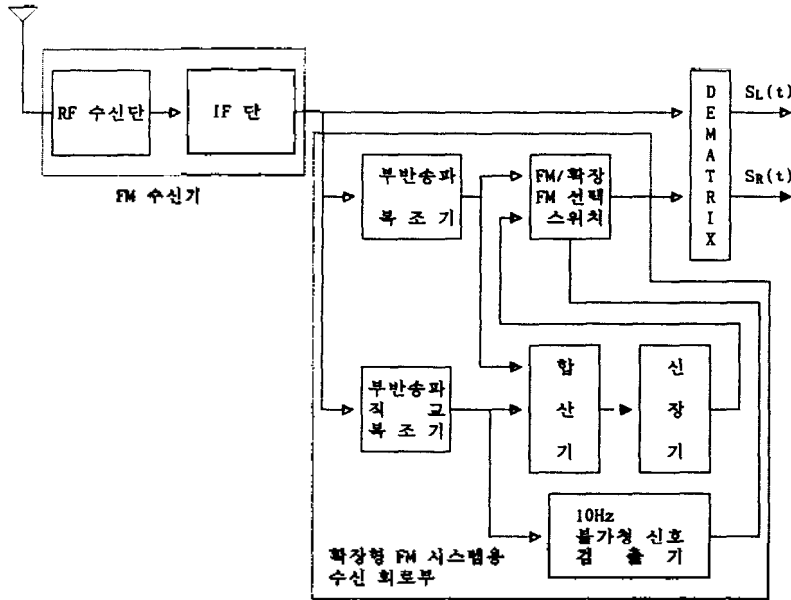 RF 수신단
IF 단
FM 수신기
부반송파
복 조 기
FM/확장
FM 선택
스위치
D
E
M
A
T
R
I
X
SL(t)
SR(t)
부반송파
직 교
복 조 기
합
산
기
신
장
기
10Hz
불가청 신호
검 출 기
확장형 FM 시스템용
수신 회로부